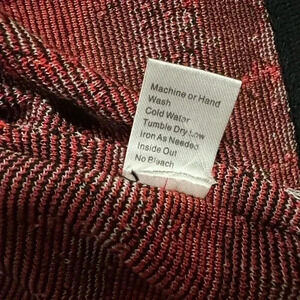 Machine or Hand
Wash
Cold Water
Tumble Dry Low
Iron As Needed
Inside Out
No Bleach